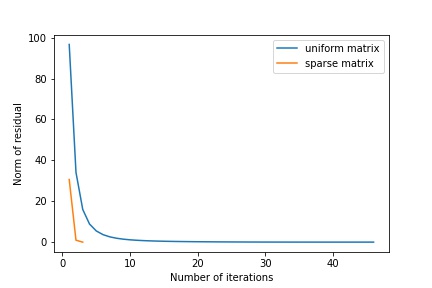 100
80
60
40
20
0
Norm of residual
uniform matrix
sparse matrix
0 10 20 30 40
Number of iterations